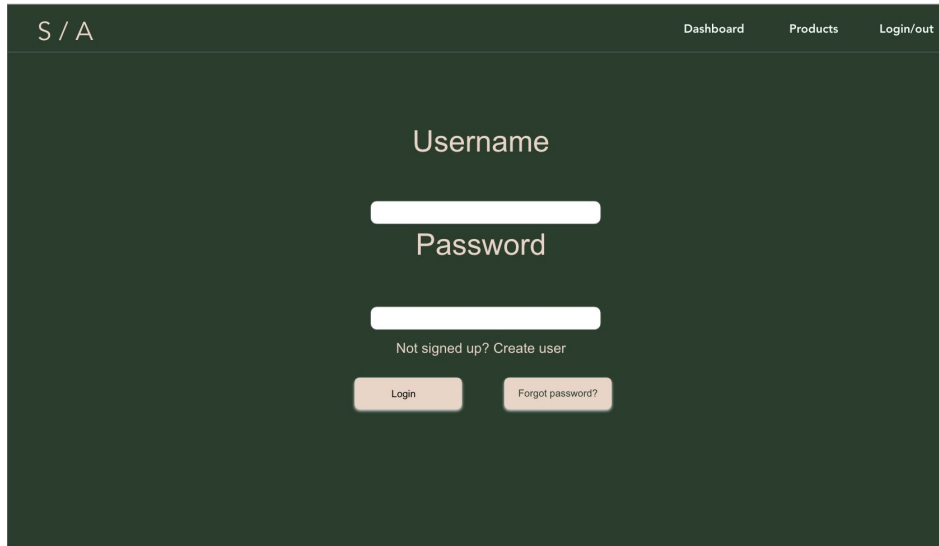 S / A
Dashboard Products Login/out
Username
Password
Not signed up? Create user
Login
Forgot password?